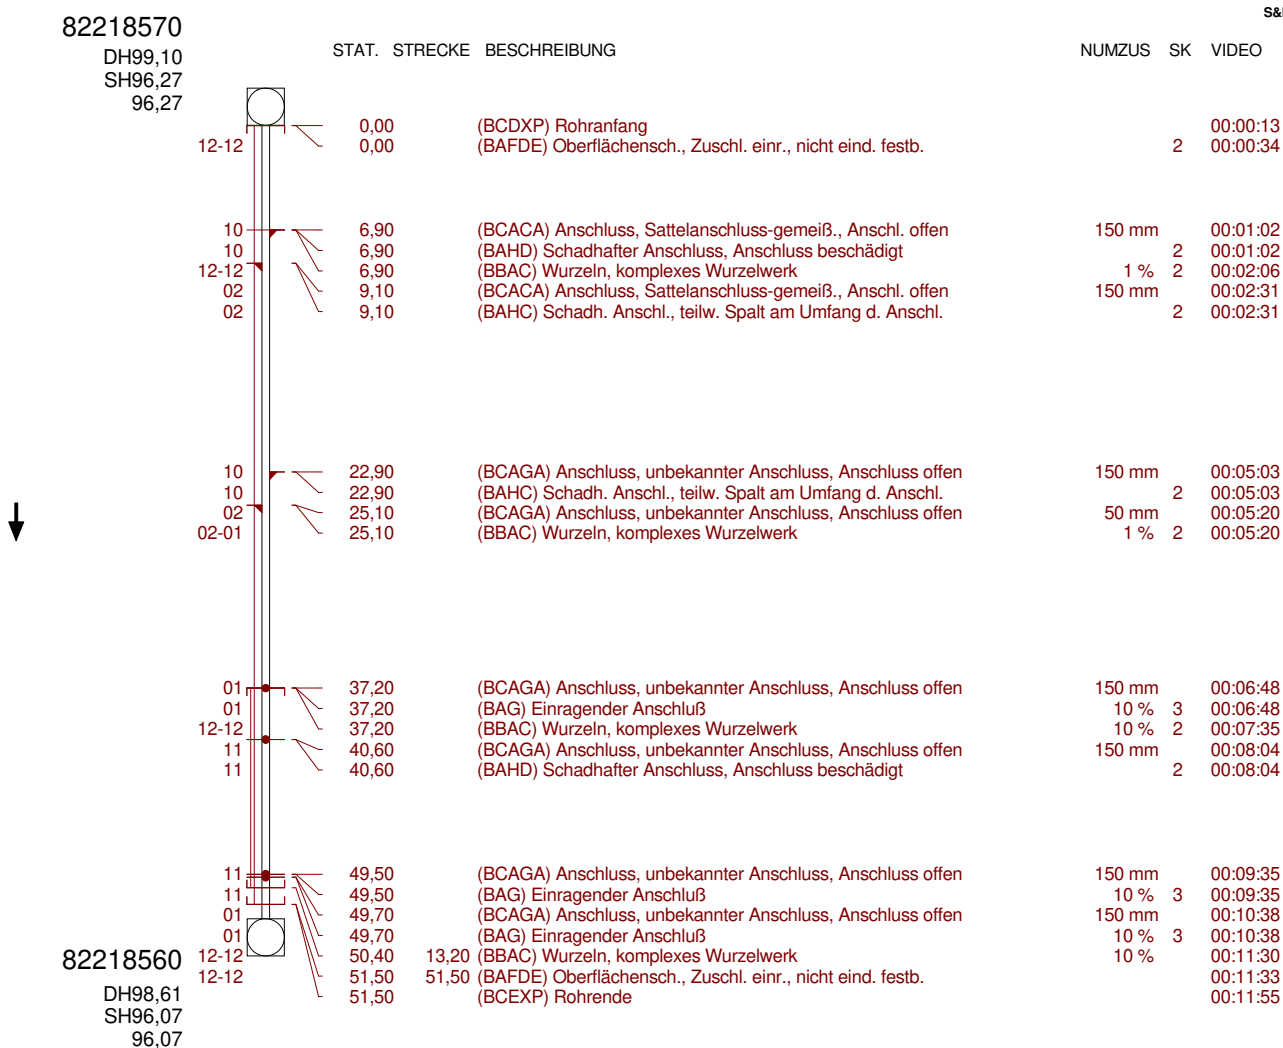 S&
82218570
DH99,10
SH96,27
96,27
STAT. STRECKE BESCHREIBUNG NUMZUS SK VIDEO
0,00 (BCDXP) Rohranfang 00:00:13
12-12 0,00 (BAFDE) Oberflächensch., Zuschl. einr., nicht eind. festb. 2 00:00:34
10 6,90 (BCACA) Anschluss, Sattelanschluss-gemeiß., Anschl. offen 150 mm 00:01:02
10 6,90 (BAHD) Schadhafter Anschluss, Anschluss beschädigt 2 00:01:02
12-12 6,90 (BBAC) Wurzeln, komplexes Wurzelwerk 1 % 2 00:02:06
02 9,10 (BCACA) Anschluss, Sattelanschluss-gemeiß., Anschl. offen 150 mm 00:02:31
02 9,10 (BAHC) Schadh. Anschl., teilw. Spalt am Umfang d. Anschl. 2 00:02:31
10 22,90 (BCAGA) Anschluss, unbekannter Anschluss, Anschluss offen 150 mm 00:05:03
10 22,90 (BAHC) Schadh. Anschl., teilw. Spalt am Umfang d. Anschl. 2 00:05:03
02 25,10 (BCAGA) Anschluss, unbekannter Anschluss, Anschluss offen 50 mm 00:05:20
02-01 25,10 (BBAC) Wurzeln, komplexes Wurzelwerk 1 % 2 00:05:20
01 37,20 (BCAGA) Anschluss, unbekannter Anschluss, Anschluss offen 150 mm 00:06:48
01 37,20 (BAG) Einragender Anschluß 10 % 3 00:06:48
12-12 37,20 (BBAC) Wurzeln, komplexes Wurzelwerk 10 % 2 00:07:35
11 40,60 (BCAGA) Anschluss, unbekannter Anschluss, Anschluss offen 150 mm 00:08:04
11 40,60 (BAHD) Schadhafter Anschluss, Anschluss beschädigt 2 00:08:04
11 49,50 (BCAGA) Anschluss, unbekannter Anschluss, Anschluss offen 150 mm 00:09:35
11 49,50 (BAG) Einragender Anschluß 10 % 3 00:09:35
01 49,70 (BCAGA) Anschluss, unbekannter Anschluss, Anschluss offen 150 mm 00:10:38
01 49,70 (BAG) Einragender Anschluß 10 % 3 00:10:38
12-12 50,40 13,20 (BBAC) Wurzeln, komplexes Wurzelwerk 10 % 00:11:30
12-12 51,50 51,50 (BAFDE) Oberflächensch., Zuschl. einr., nicht eind. festb. 00:11:33
51,50 (BCEXP) Rohrende 00:11:55
82218560
DH98,61
SH96,07
96,07